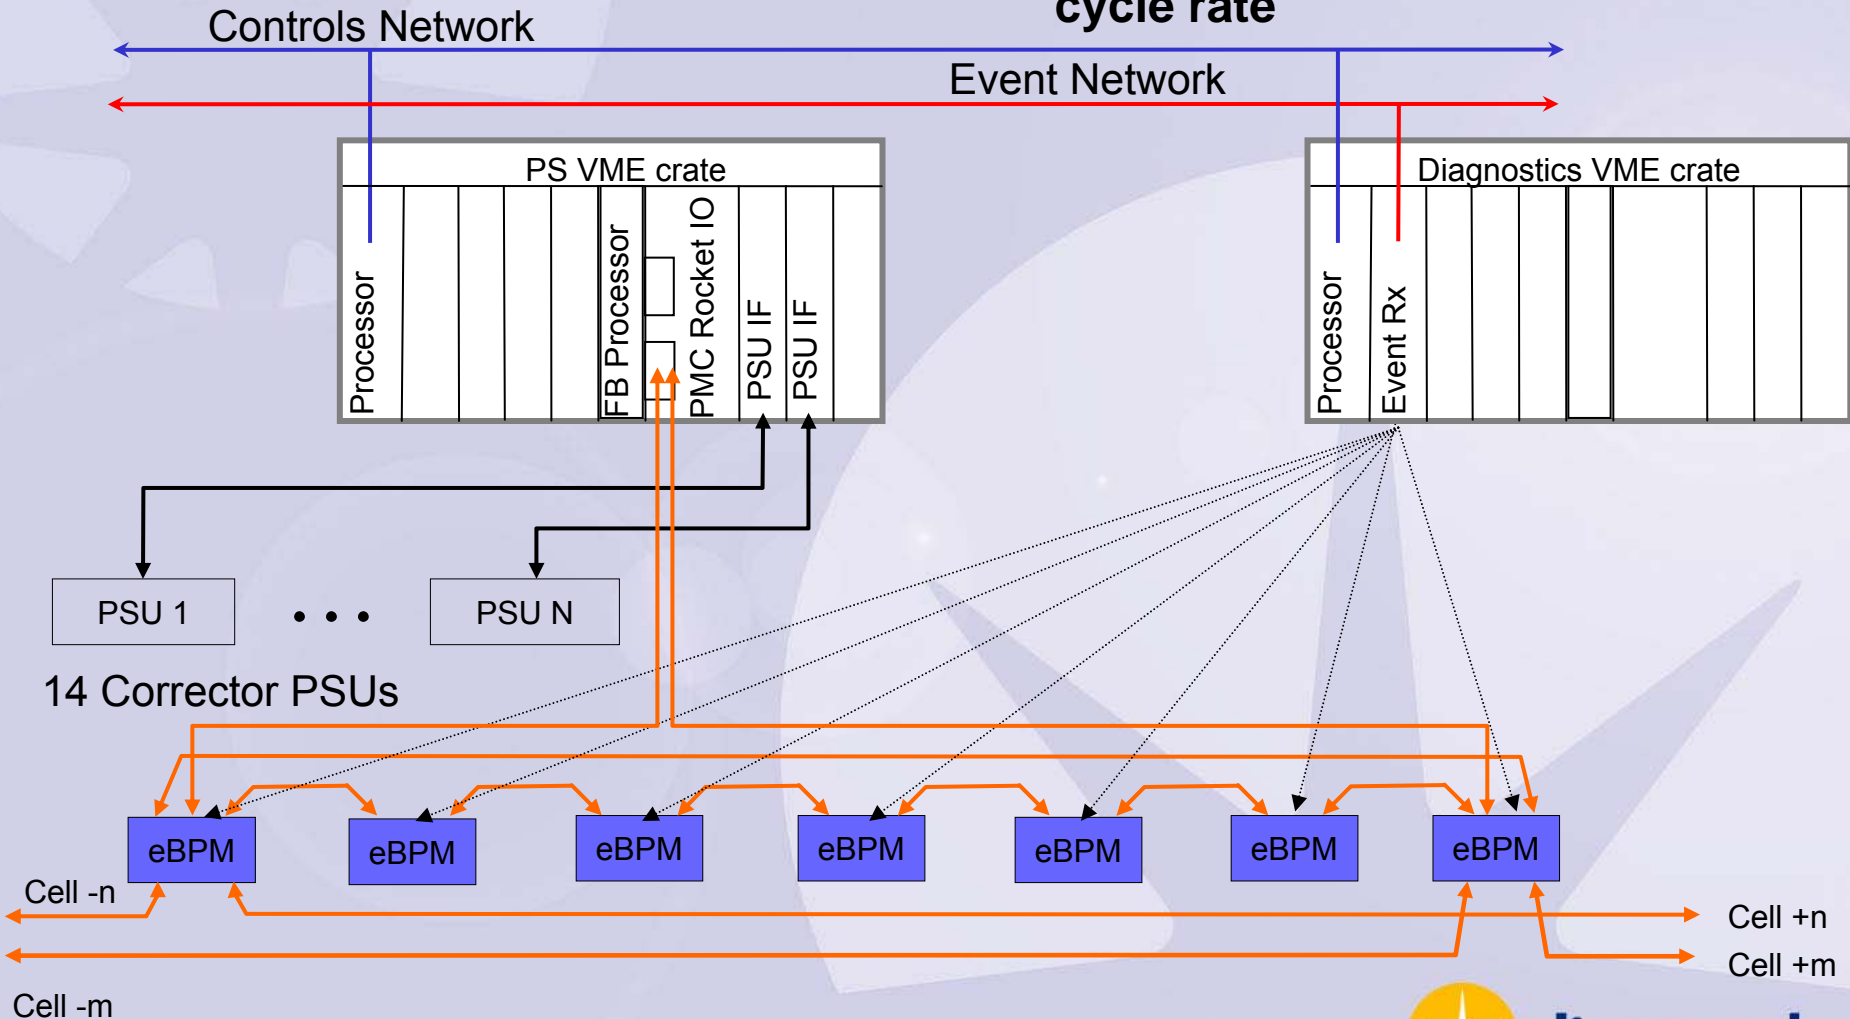 cycle rate
Controls Network
Event Network
PS VME crate
Diagnostics VME crate
Processor
FB Processor
PMC Rocket IO
PSU IF
PSU IF
Processor
Event Rx
PSU 1
• • •
PSU N
14 Corrector PSUs
eBPM
eBPM
eBPM
eBPM
eBPM
eBPM
eBPM
Cell -n
Cell +n
Cell +m
Cell -m